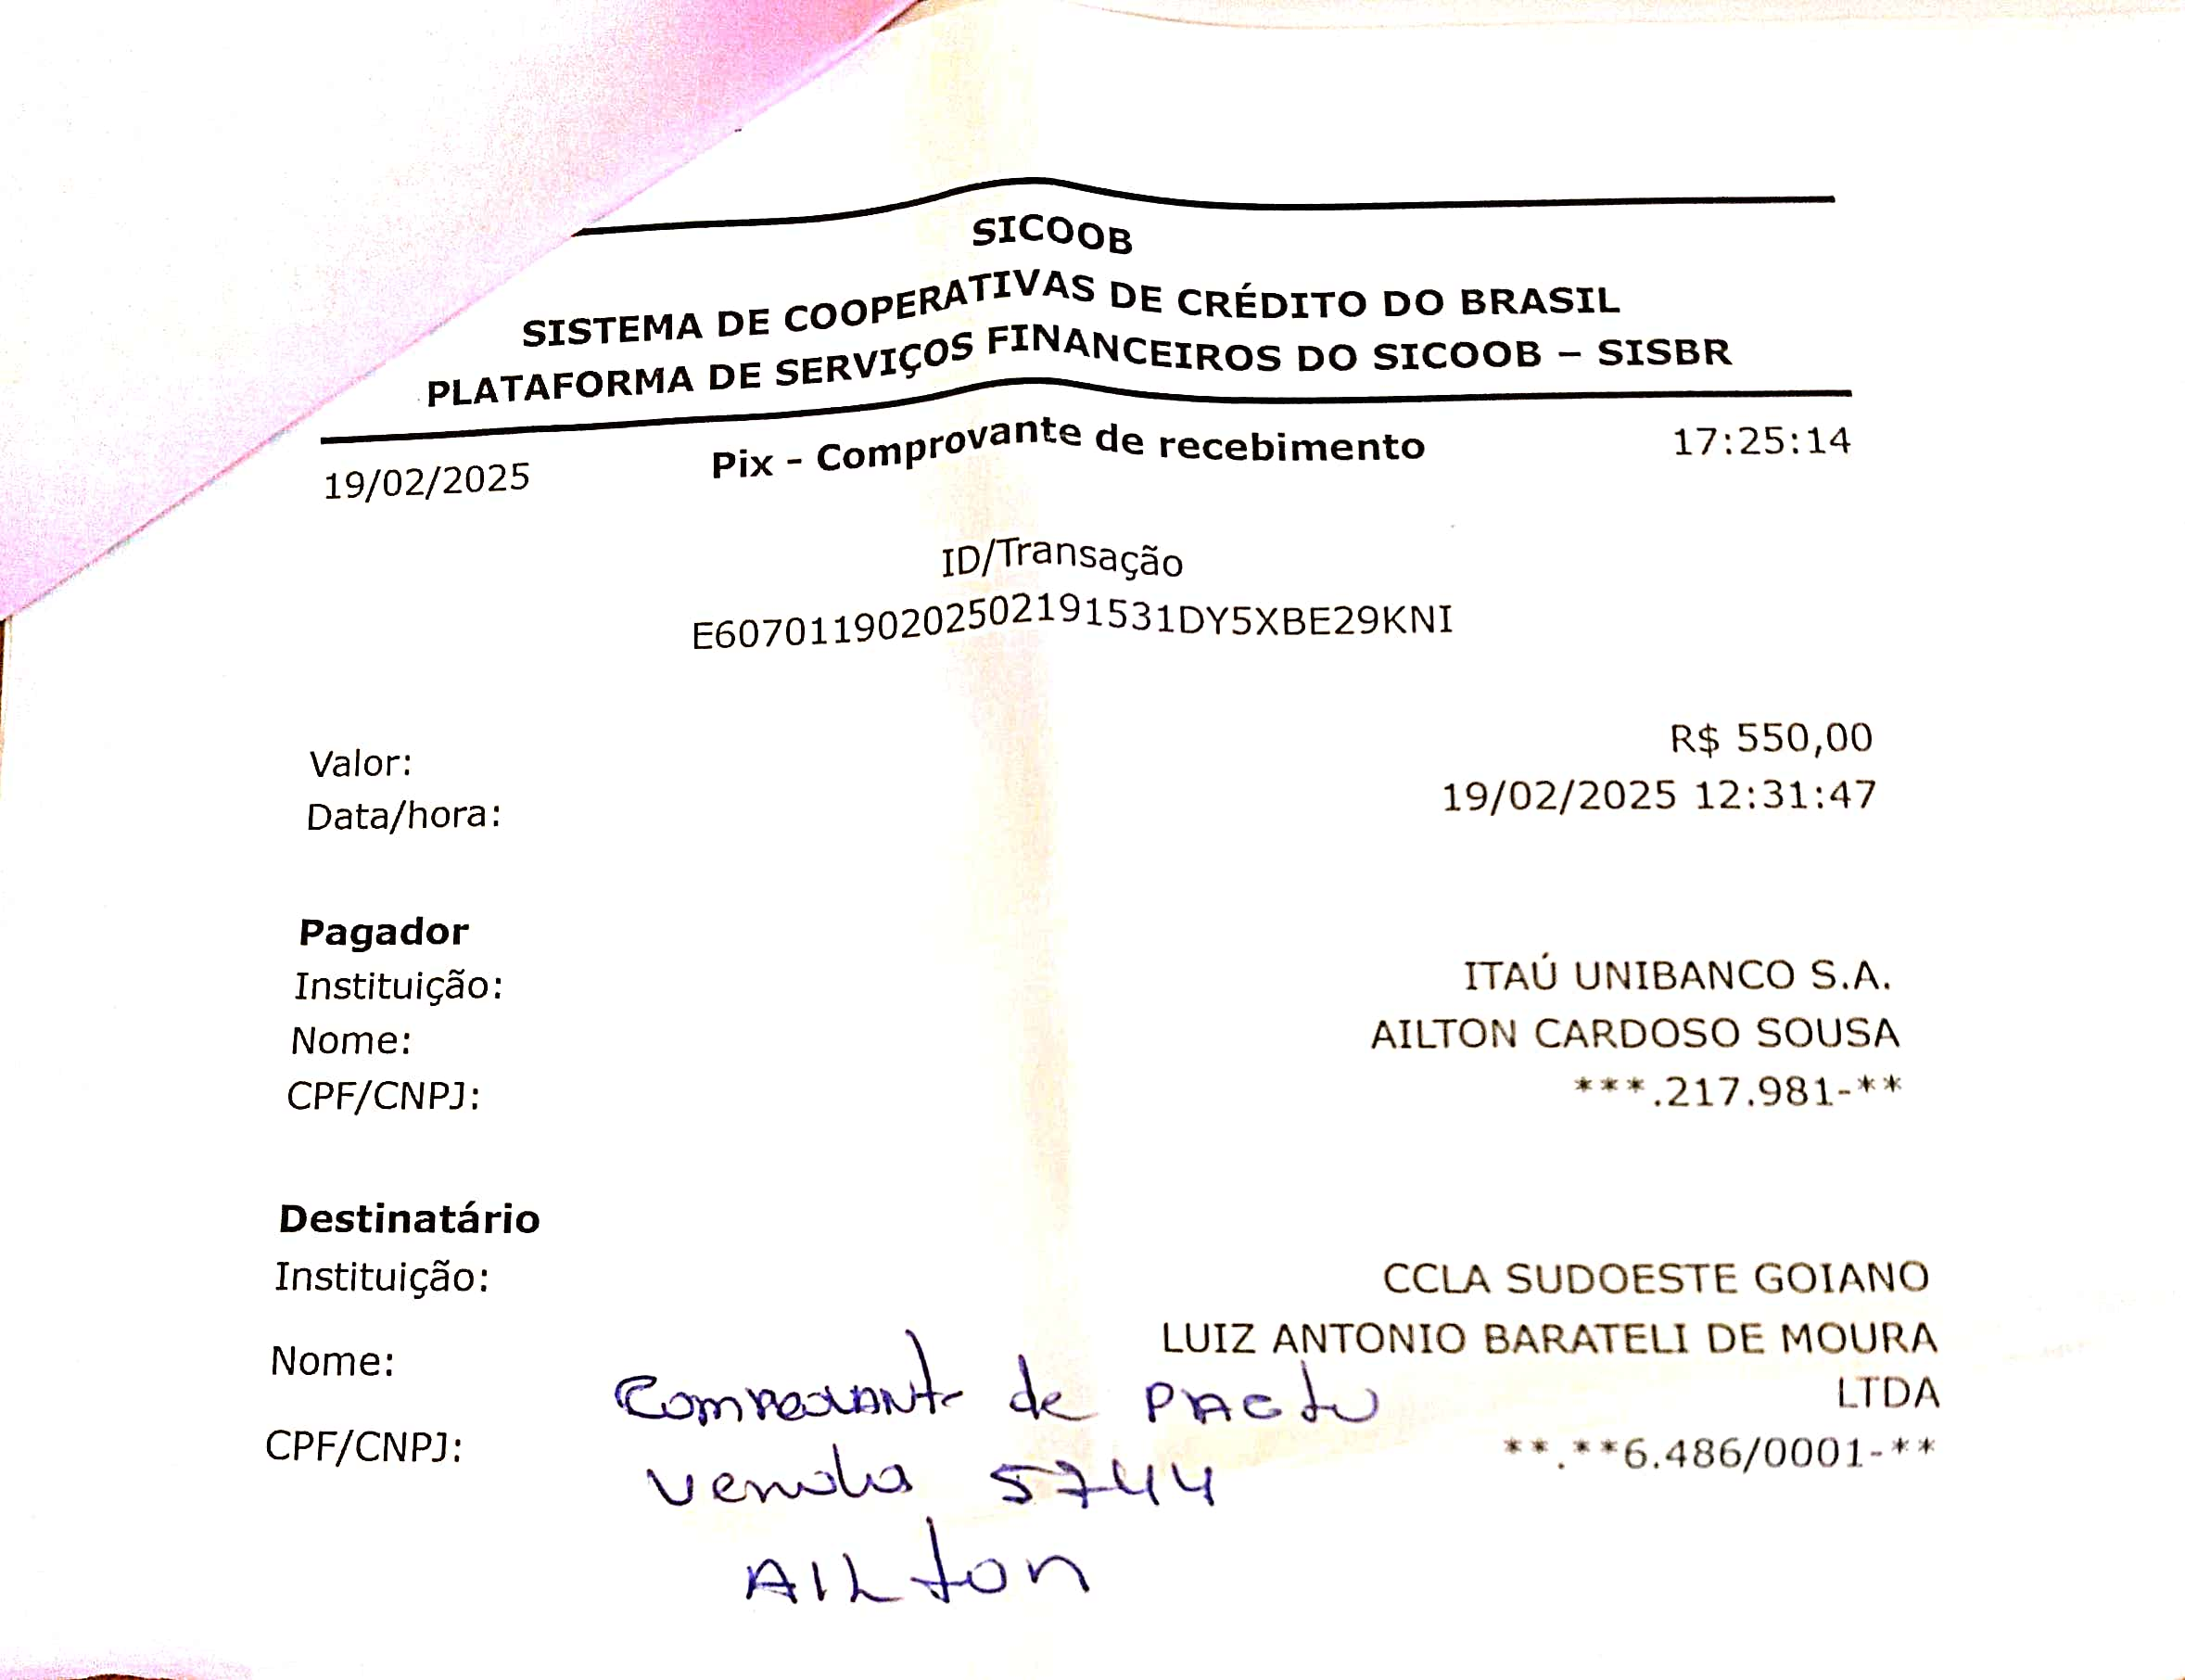 SICOOB
SISTEMA DE COOPERATIVAS DE CRÉDITO DO BRASIL
PLATAFORMA DE SERVIÇOS FINANCEIROS DO SICOOB – SISBR
19/02/2025 Pix - Comprovante de recebimento 17:25:14
ID/Transação
E60701190202502191531DY5XBE29KNI
Valor: R$ 550,00
Data/hora: 19/02/2025 12:31:47
Pagador
Instituição: ITAÚ UNIBANCO S.A.
Nome: AILTON CARDOSO SOUSA
CPF/CNPJ: ***.217.981-**
Destinatário
Instituição: CCLA SUDOESTE GOIANO
Nome: LUIZ ANTONIO BARATELI DE MOURA
LTDA
CPF/CNPJ: **.**6.486/0001-**
de
Venda 5744
AILton